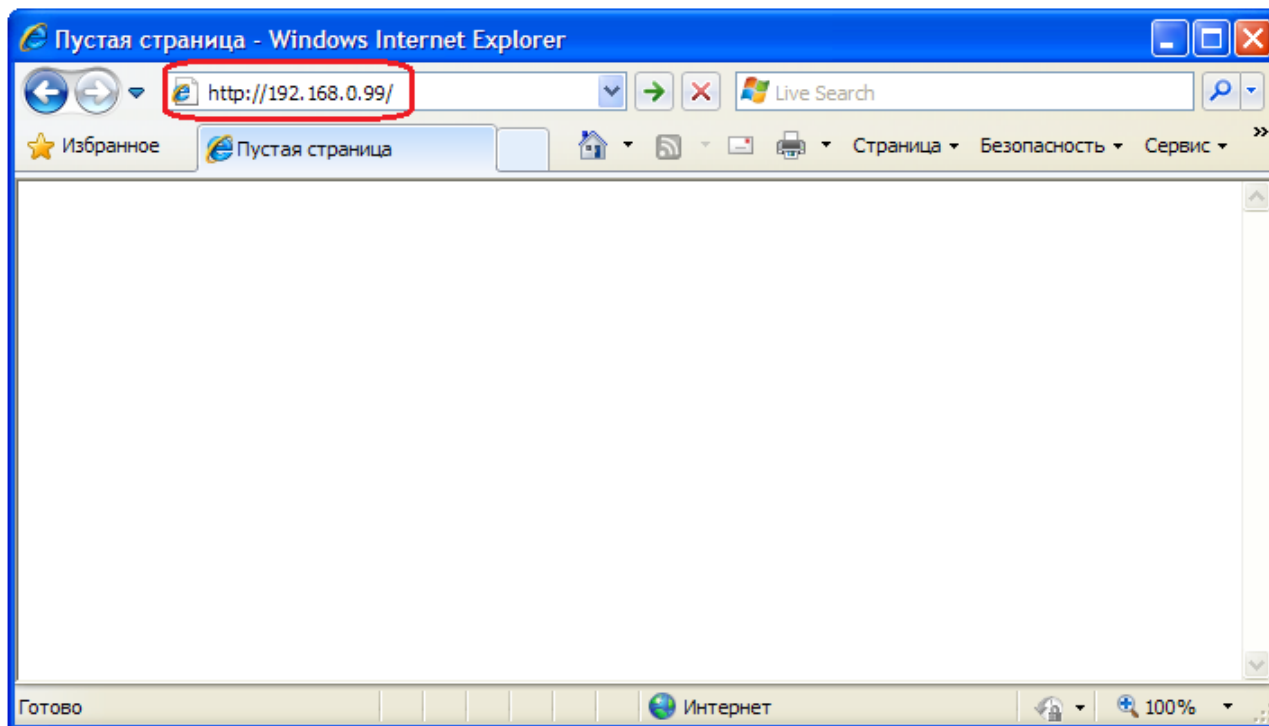 Пустая страница - Windows Internet Explorer
http://192.168.0.99/
Live Search
Избранное
Пустая страница
Страница
Безопасность
Сервис
»
Готово
Интернет
100%